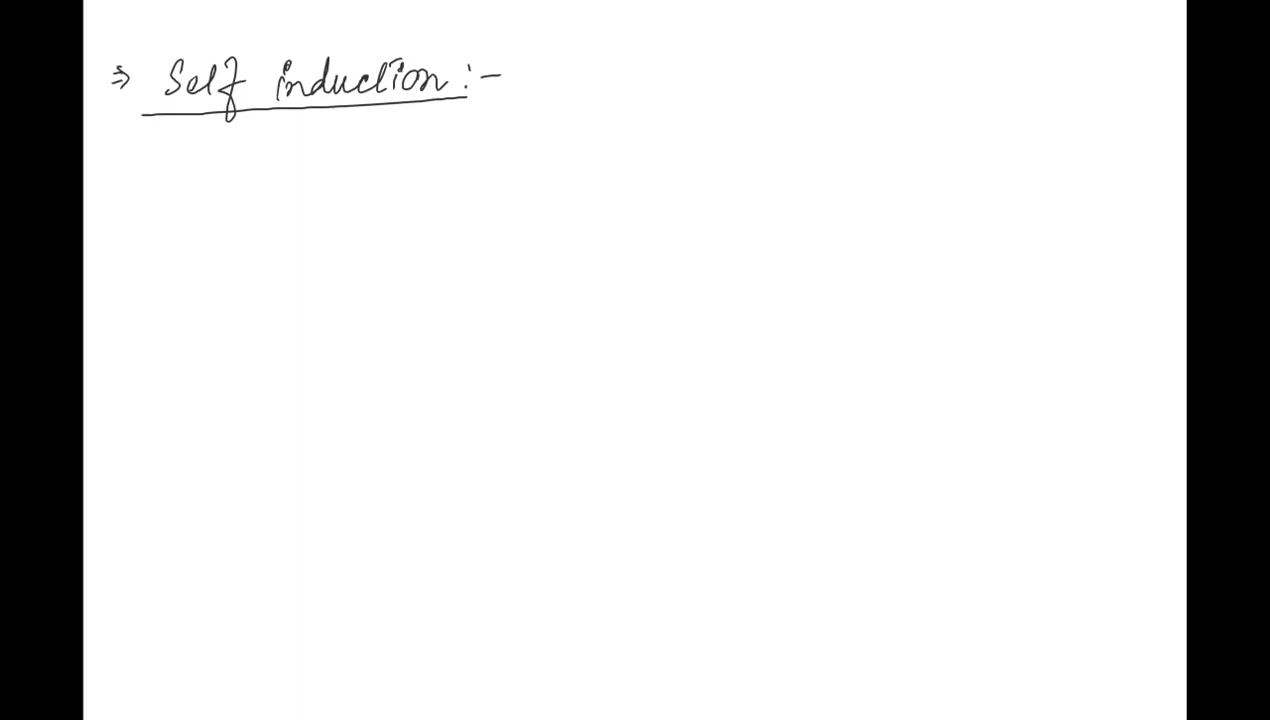 ⇒ Self induction :-